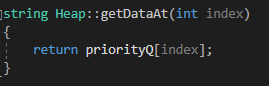 string Heap::getDataAt(int index)
{
    return priorityQ[index];
}